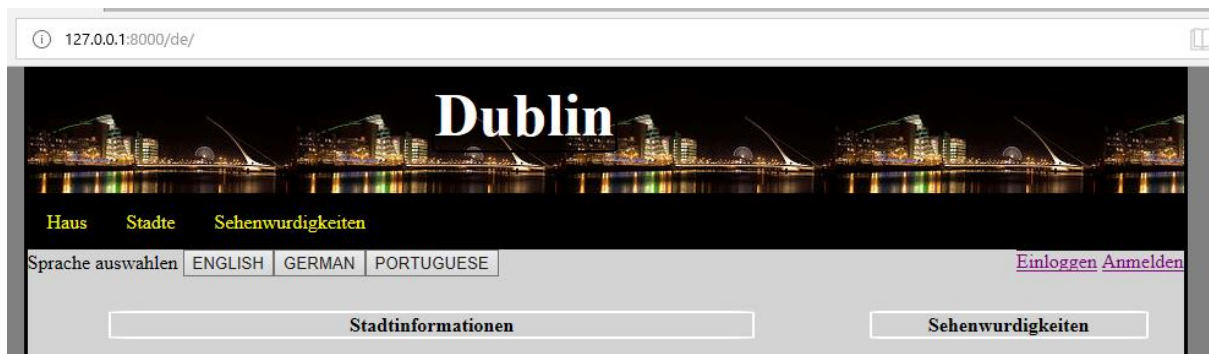 127.0.0.1:8000/de/
Dublin
Haus Stadte Sehenwurdigkeiten
Sprache auswahlen ENGLISH GERMAN PORTUGUESE Einloggen Anmelden
Stadtinformationen Sehenwurdigkeiten